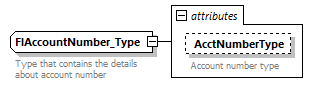 attributes
FIAccountNumber_Type
AcctNumberType
Type that contains the details
about account number
Account number type